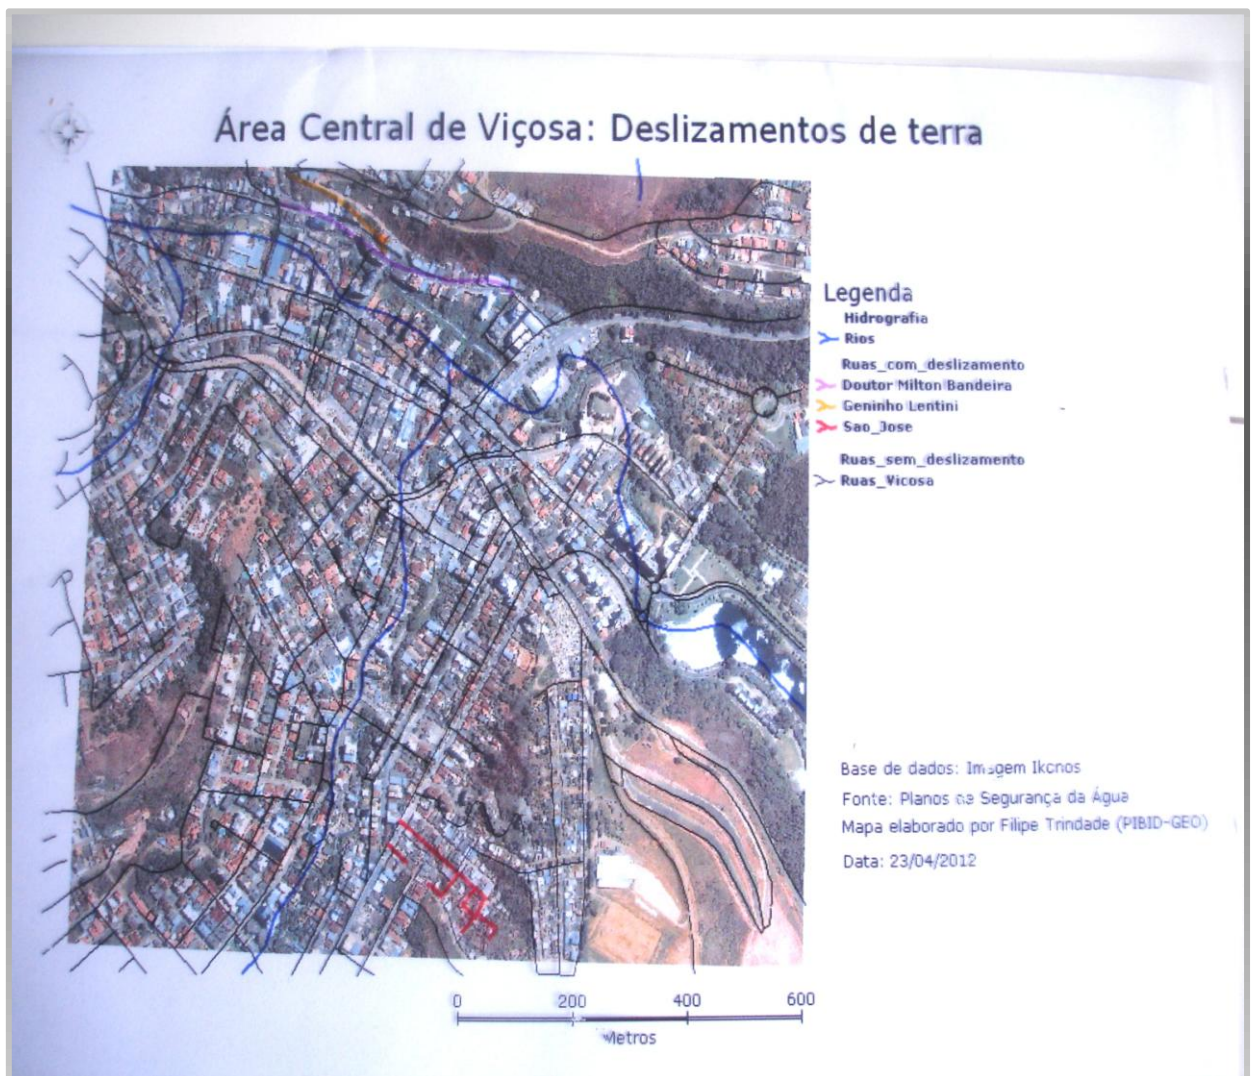 Área Central de Viçosa: Deslizamentos de terra
Legenda
Hidrografia
Rios
Ruas_com_deslizamento
Doutor Milton Bandeira
Geninho Lentini
Sao_Jose
Ruas_sem_deslizamento
Ruas_Vicosa
Base de dados: Imagem Ikonos
Fonte: Planos de Segurança da Água
Mapa elaborado por Filipe Trindade (PIBID-GEO)
Data: 23/04/2012
0 200 400 600
Metros